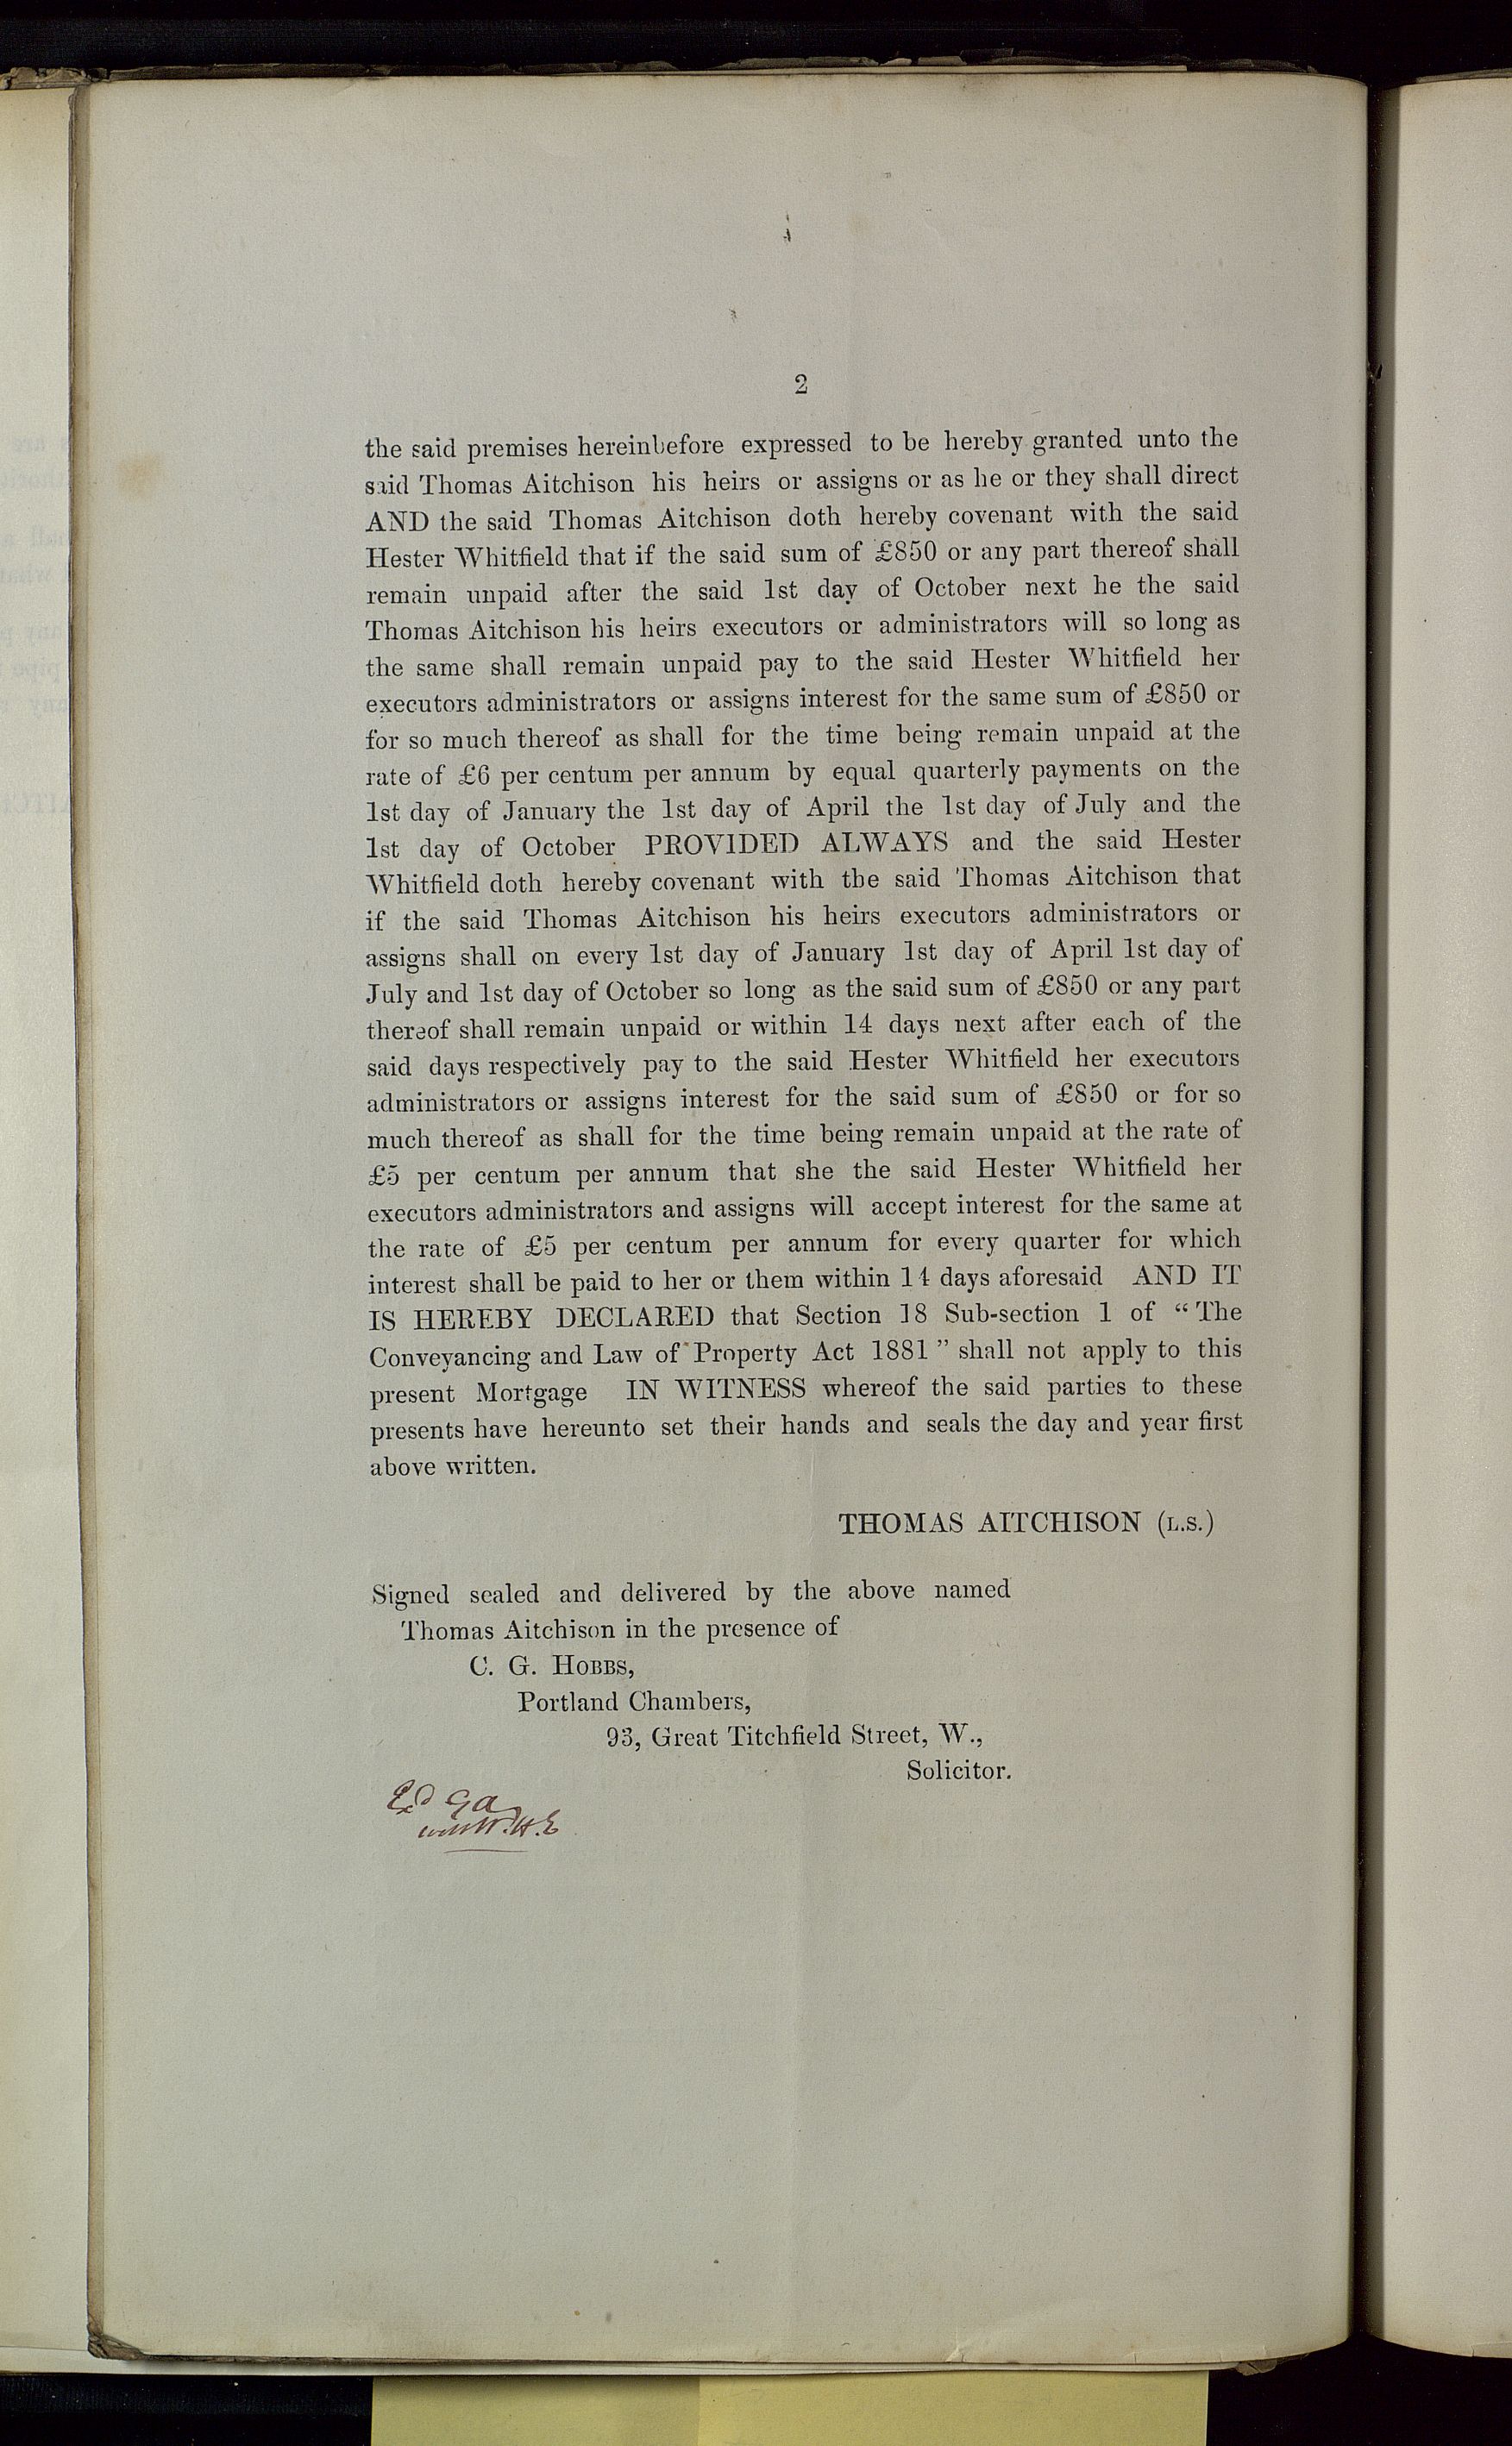 2
the said premises hereinbefore expressed to be hereby granted unto the
said Thomas Aitchison his heirs or assigns or as he or they shall direct
AND the said Thomas Aitchison doth hereby covenant with the said
Hester Whitfield that if the said sum of £850 or any part thereof shall
remain unpaid after the said 1st day of October next he the said
Thomas Aitchison his heirs executors or administrators will so long as
the same shall remain unpaid pay to the said Hester Whitfield her
executors administrators or assigns interest for the same sum of £850 or
for so much thereof as shall for the time being remain unpaid at the
rate of £6 per centum per annum by equal quarterly payments on the
1st day of January the 1st day of April the 1st day of July and the
1st day of October PROVIDED ALWAYS and the said Hester
Whitfield doth hereby covenant with the said Thomas Aitchison that
if the said Thomas Aitchison his heirs executors administrators or
assigns shall on every 1st day of January 1st day of April 1st day of
July and 1st day of October so long as the said sum of £850 or any part
thereof shall remain unpaid or within 14 days next after each of the
said days respectively pay to the said Hester Whitfield her executors
administrators or assigns interest for the said sum of £850 or for so
much thereof as shall for the time being remain unpaid at the rate of
£5 per centum per annum that she the said Hester Whitfield her
executors administrators and assigns will accept interest for the same at
the rate of £5 per centum per annum for every quarter for which
interest shall be paid to her or them within 14 days aforesaid AND IT
IS HEREBY DECLARED that Section 18 Sub-section 1 of “The
Conveyancing and Law of Property Act 1881” shall not apply to this
present Mortgage IN WITNESS whereof the said parties to these
presents have hereunto set their hands and seals the day and year first
above written.
THOMAS AITCHISON (L.S.)
Signed sealed and delivered by the above named
Thomas Aitchison in the presence of
C. G. HOBBS,
Portland Chambers,
93, Great Titchfield Street, W.,
Solicitor.
W.H.E